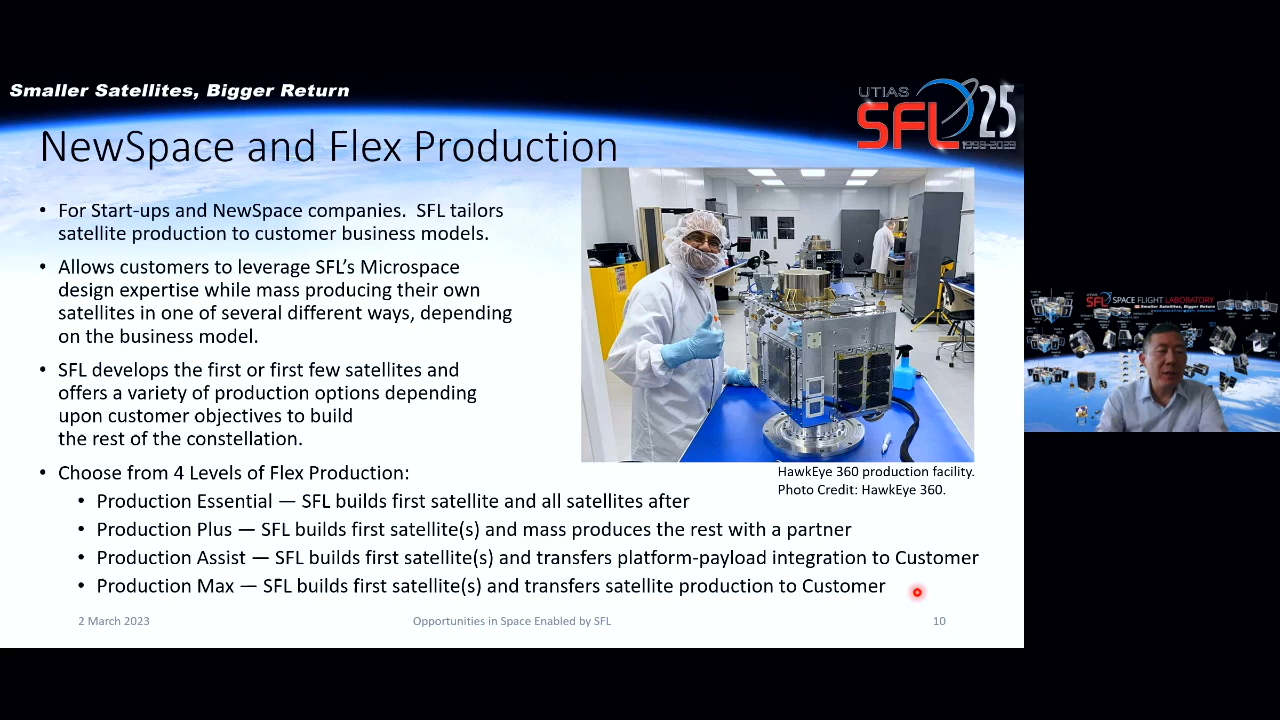 Smaller Satellites, Bigger Return
UTIAS
SFL 25
1998-2023
NewSpace and Flex Production
• For Start-ups and NewSpace companies. SFL tailors
satellite production to customer business models.
• Allows customers to leverage SFL’s Microspace
design expertise while mass producing their own
satellites in one of several different ways, depending
on the business model.
• SFL develops the first or first few satellites and
offers a variety of production options depending
upon customer objectives to build
the rest of the constellation.
• Choose from 4 Levels of Flex Production:
HawkEye 360 production facility.
Photo Credit: HawkEye 360.
• Production Essential — SFL builds first satellite and all satellites after
• Production Plus — SFL builds first satellite(s) and mass produces the rest with a partner
• Production Assist — SFL builds first satellite(s) and transfers platform-payload integration to Customer
• Production Max — SFL builds first satellite(s) and transfers satellite production to Customer
2 March 2023
Opportunities in Space Enabled by SFL
10
UTIAS
SFL SPACE FLIGHT LABORATORY
Smaller Satellites, Bigger Return